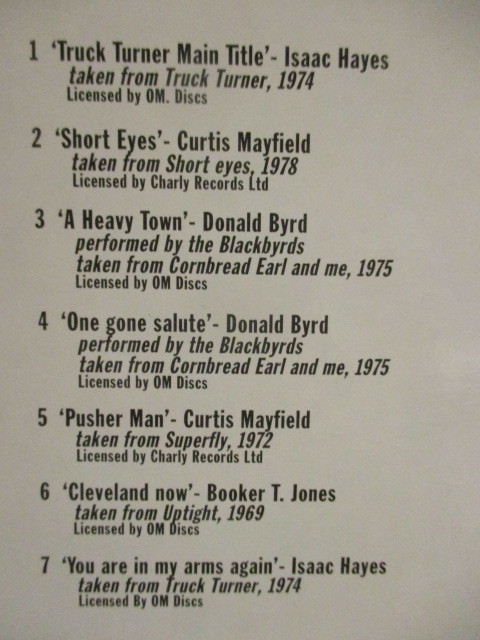 1 'Truck Turner Main Title'- Isaac Hayes
taken from Truck Turner, 1974
Licensed by OM. Discs
2 'Short Eyes'- Curtis Mayfield
taken from Short eyes, 1978
Licensed by Charly Records Ltd
3 'A Heavy Town'- Donald Byrd
performed by the Blackbyrds
taken from Cornbread Earl and me, 1975
Licensed by OM Discs
4 'One gone salute'- Donald Byrd
performed by the Blackbyrds
taken from Cornbread Earl and me, 1975
Licensed by OM Discs
5 'Pusher Man'- Curtis Mayfield
taken from Superfly, 1972
Licensed by Charly Records Ltd
6 'Cleveland now'- Booker T. Jones
taken from Uptight, 1969
Licensed by OM Discs
7 'You are in my arms again'- Isaac Hayes
taken from Truck Turner, 1974
Licensed By OM Discs